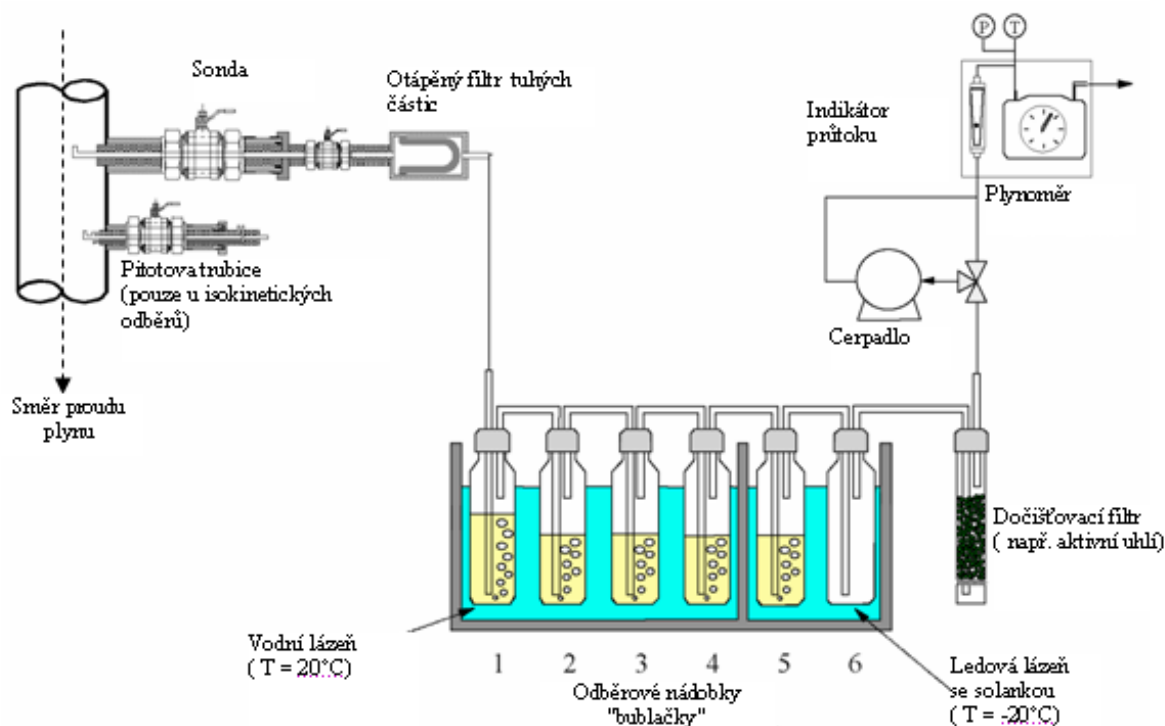 Sonda
Otápěný filtr tuhých
částic
P T
Indikátor
průtoku
Plynoměr
Pitotova trubice
(pouze u isokinetických
odběrů)
Cerpadlo
Směr proudu
plynu
Dočišťovací filtr
( např. aktivní uhlí)
Vodní lázeň
( T = 20°C)
1 2 3 4 5 6
Odběrové nádobky
"bublačky"
Ledová lázeň
se solankou
( T = -20°C)